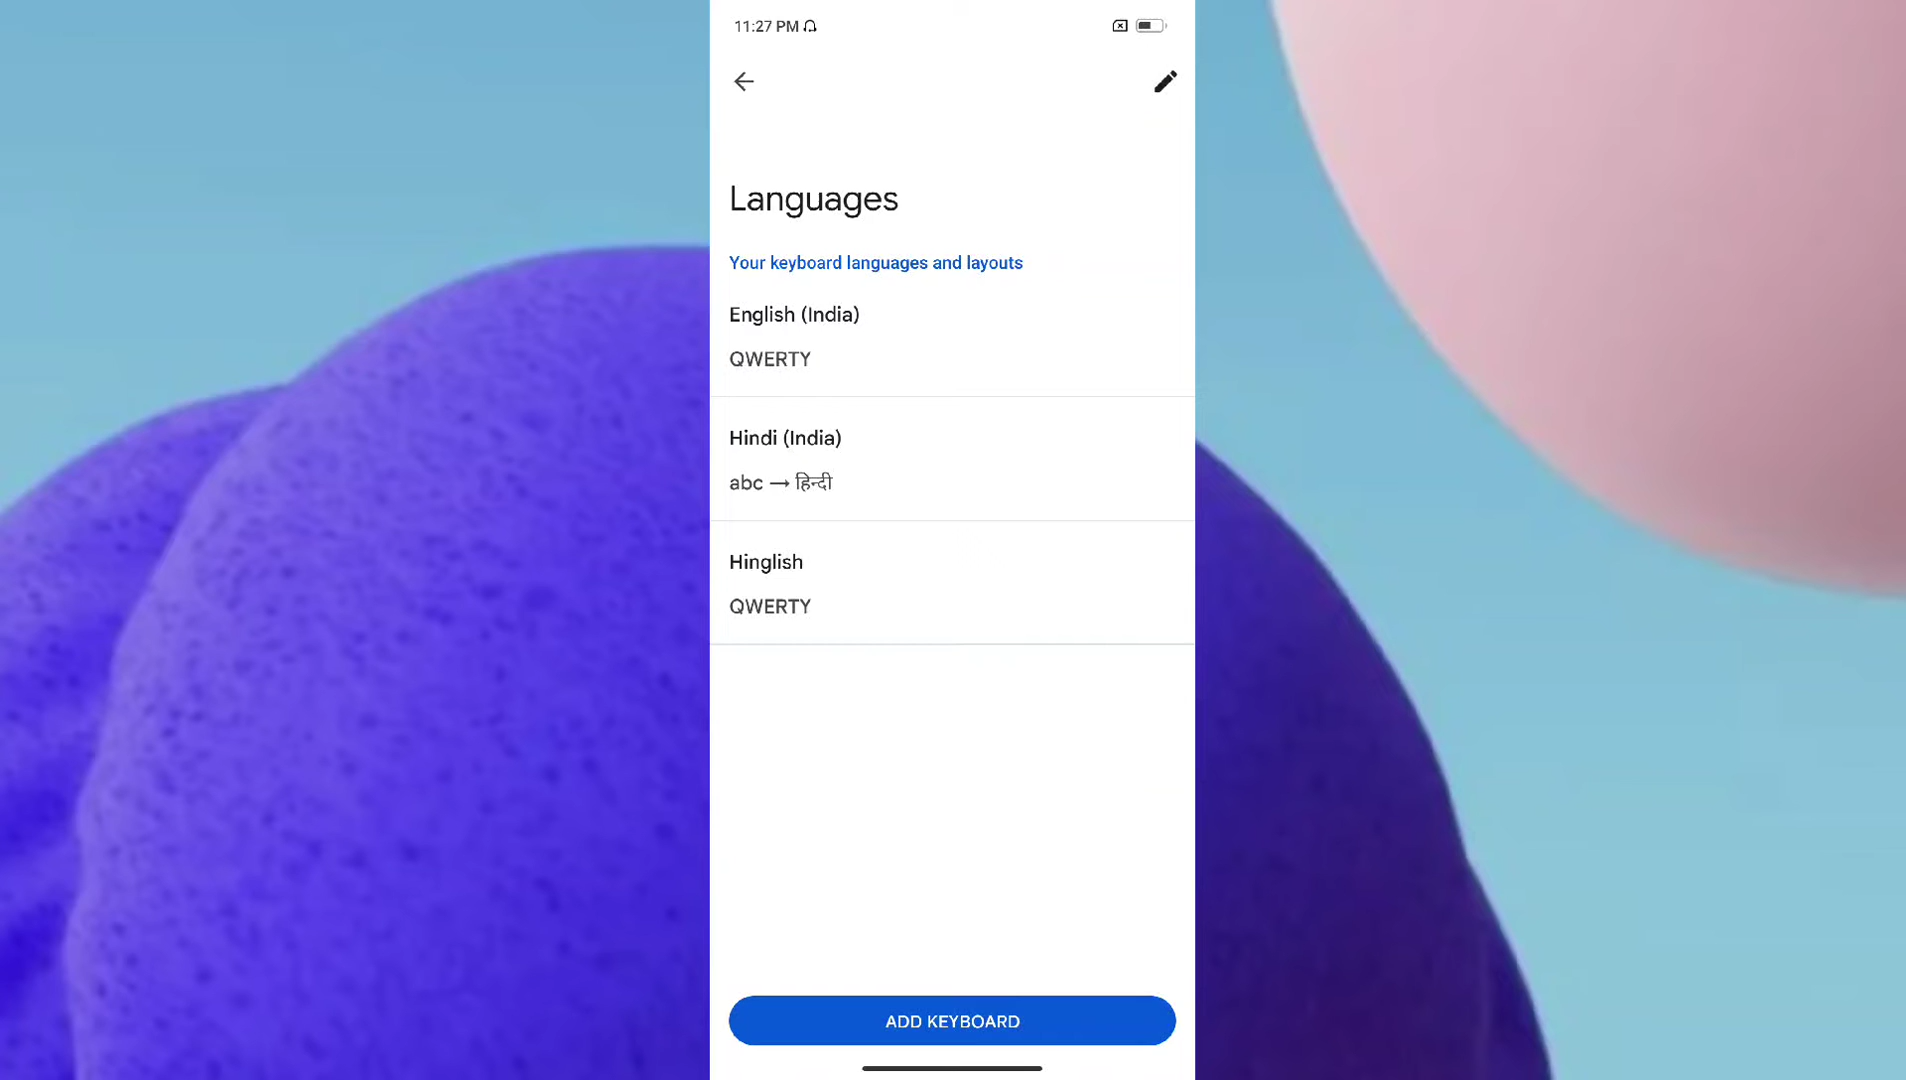 11:27 PM
Languages
Your keyboard languages and layouts
English (India)
QWERTY
Hindi (India)
abc → हिन्दी
Hinglish
QWERTY
ADD KEYBOARD